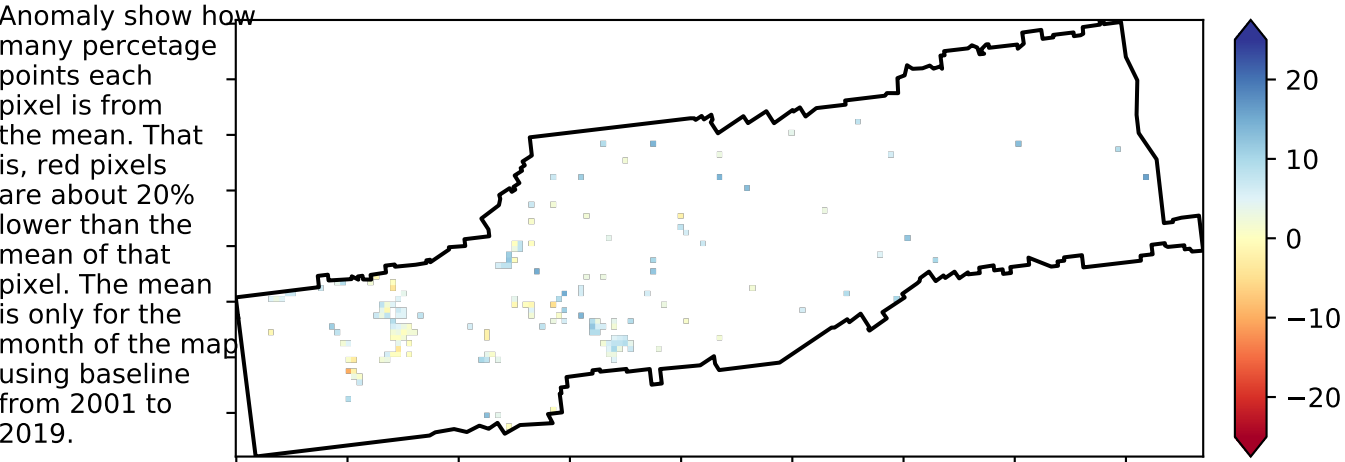 Anomaly show how
many percetage
points each
pixel is from
the mean. That
is, red pixels
are about 20%
lower than the
mean of that
pixel. The mean
is only for the
month of the map
using baseline
from 2001 to
2019.
20
10
0
−10
−20